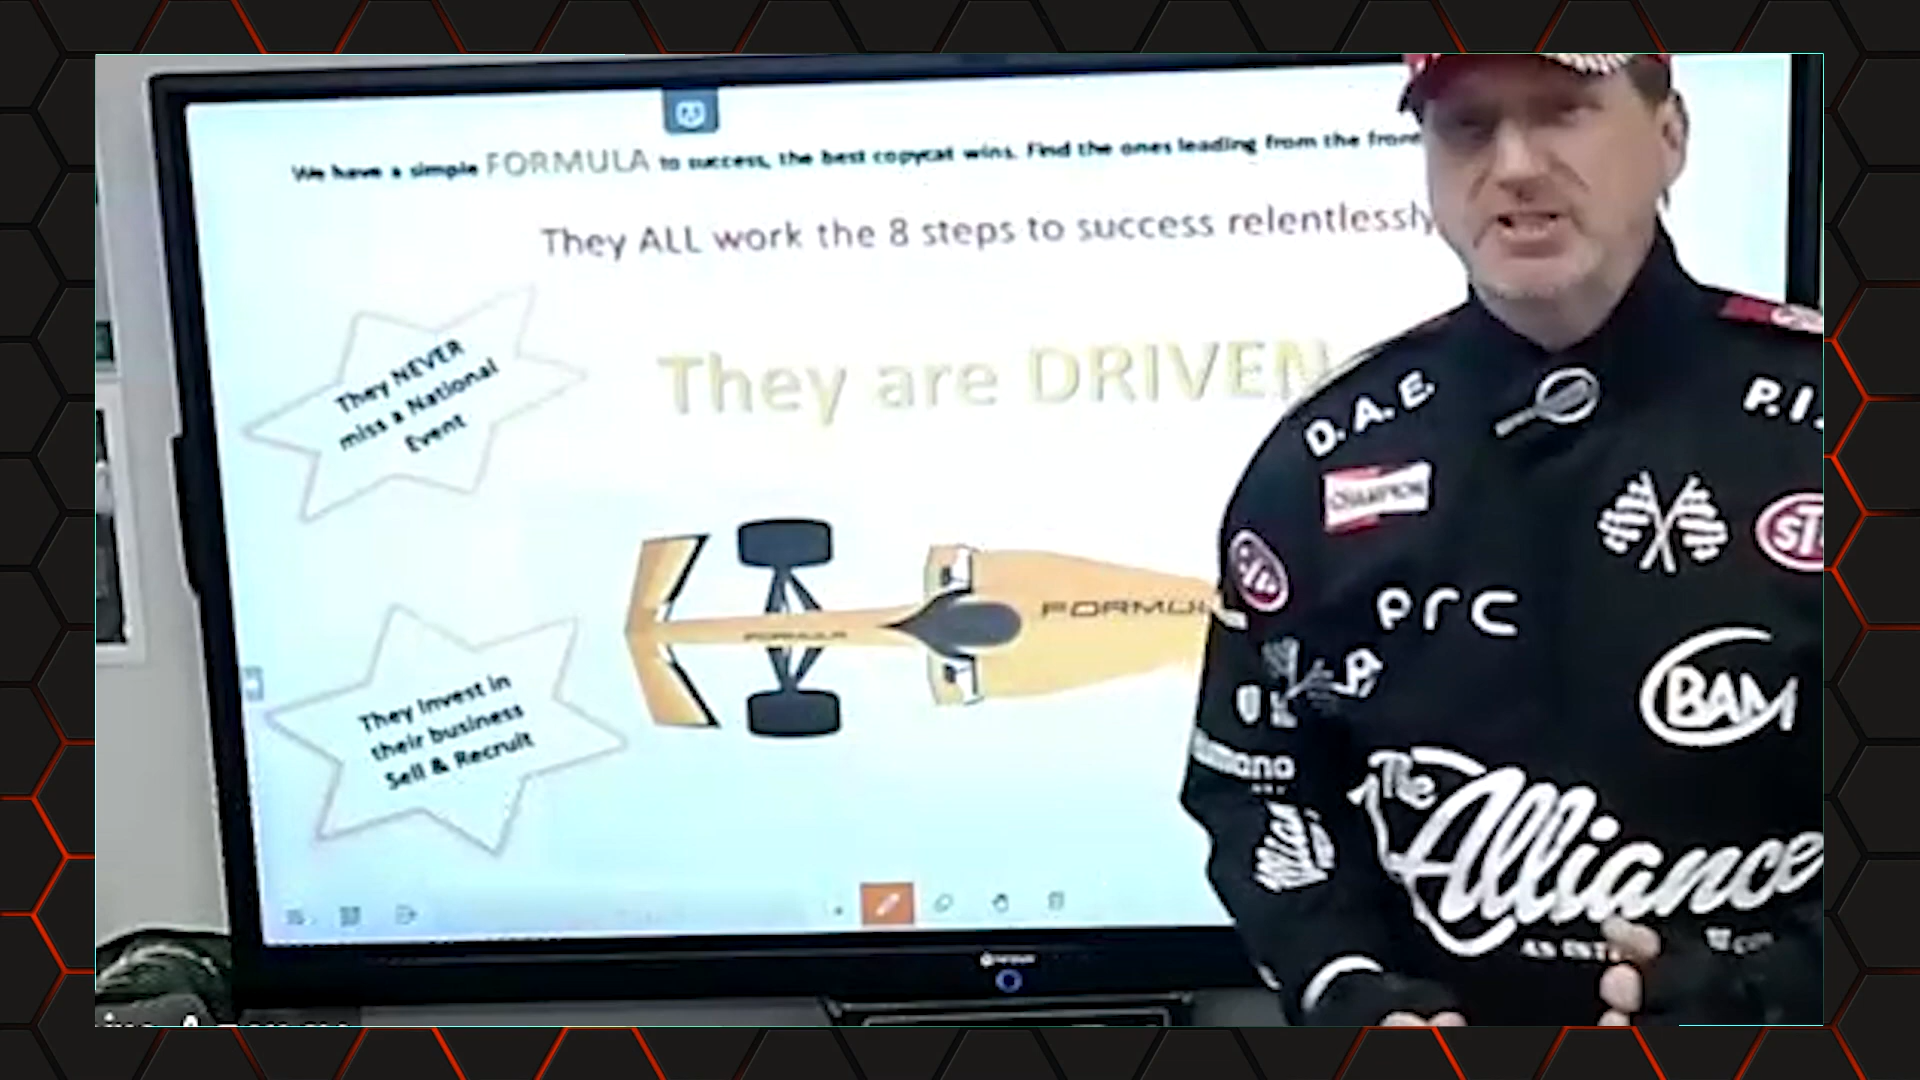 We have a simple FORMULA to success, the best copycat wins. Find the ones leading from the front
They ALL work the 8 steps to success relentlessly
They NEVER
miss a National
Event
They are DRIVEN
FORMUL
FORMULA
They invest in
their business
Sell & Recruit
D. A. E.
P. I.
CHAMPION
ST
prc
BAM
The
Alliance